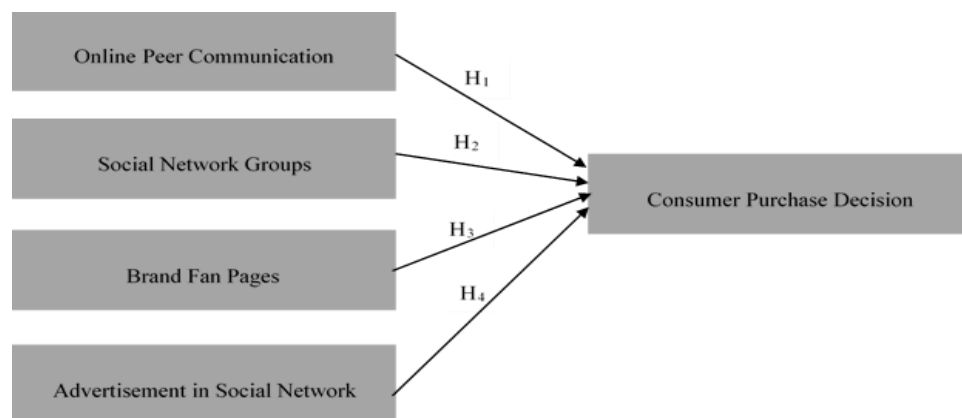 Online Peer Communication
H₁
Social Network Groups
H₂
Consumer Purchase Decision
H₃
Brand Fan Pages
H₄
Advertisement in Social Network